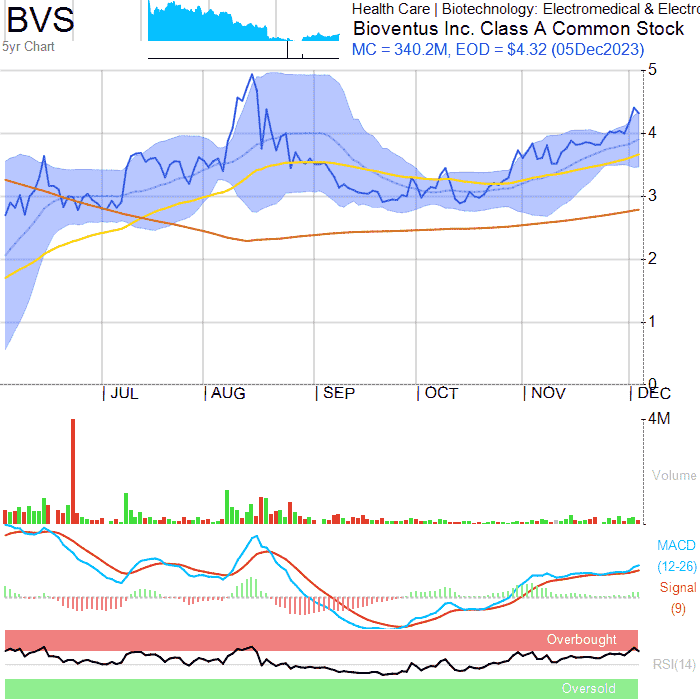 BVS
5yr Chart
Health Care | Biotechnology: Electromedical & Electro
Bioventus Inc. Class A Common Stock
MC = 340.2M, EOD = $4.32 (05Dec2023)
5
4
3
2
1
0
JUL
AUG
SEP
OCT
NOV
DEC
4M
Volume
MACD
(12-26)
Signal
(9)
Overbought
RSI(14)
Oversold